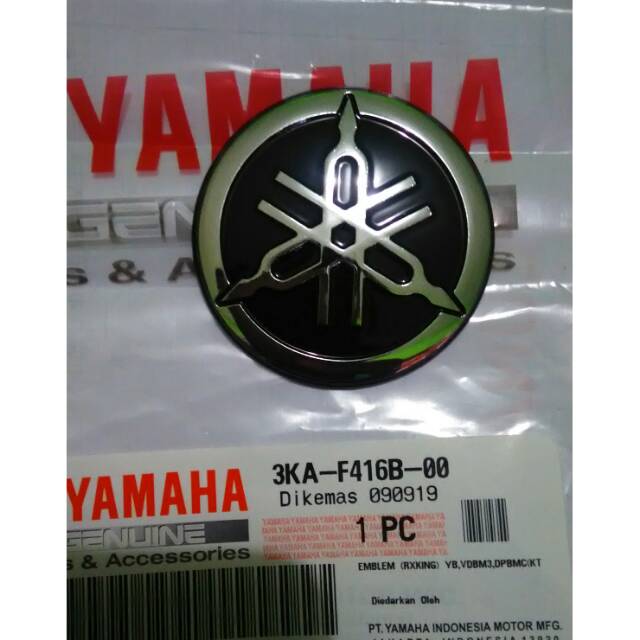 YAMAHA
GENUINE
s & A
ES
YAMAHA
GENUINE
s & Accessories
3KA-F416B-00
Dikemas 090919
1 PC
EMBLEM (RXKING) YB,VDBM3,DPBMC(KT
Diedarkan Oleh
PT.YAMAHA INDONESIA MOTOR MFG.